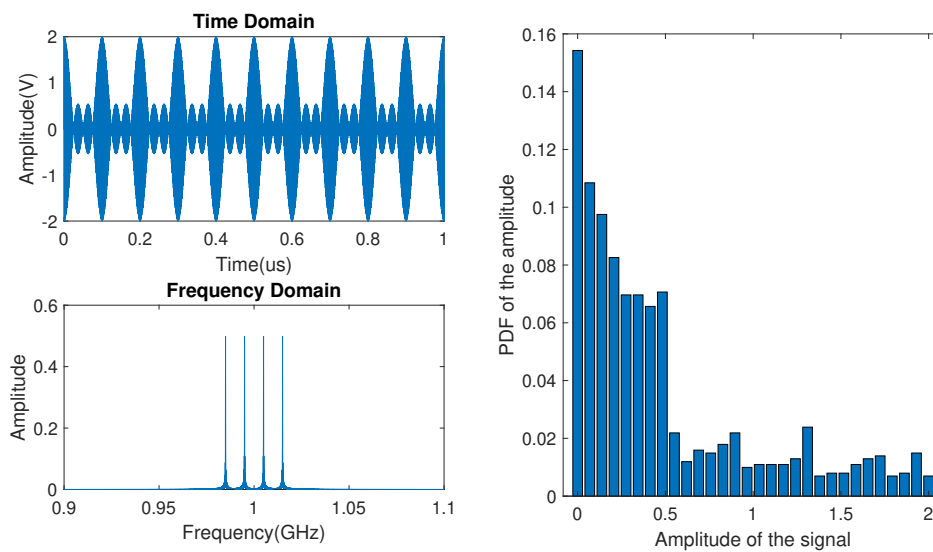 Time Domain
2
1
0
-1
-2
Amplitude(V)
0 0.2 0.4 0.6 0.8 1
Time(us)
Frequency Domain
0.6
0.4
0.2
0
Amplitude
0.9 0.95 1 1.05 1.1
Frequency(GHz)
0.16
0.14
0.12
0.1
0.08
0.06
0.04
0.02
0
PDF of the amplitude
0 0.5 1 1.5 2
Amplitude of the signal